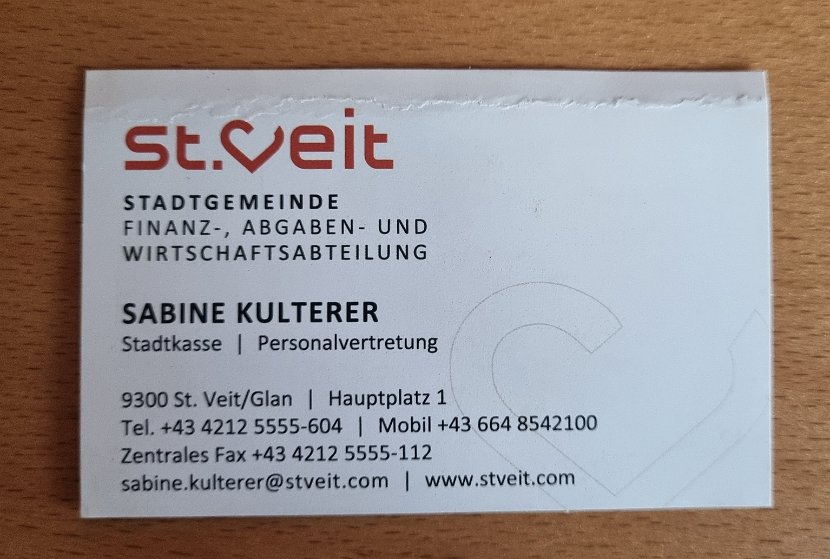 st.veit
STADTGEMEINDE
FINANZ-, ABGABEN- UND
WIRTSCHAFTSABTEILUNG
SABINE KULTERER
Stadtkasse | Personalvertretung
9300 St. Veit/Glan | Hauptplatz 1
Tel. +43 4212 5555-604 | Mobil +43 664 8542100
Zentrales Fax +43 4212 5555-112
sabine.kulterer@stveit.com | www.stveit.com